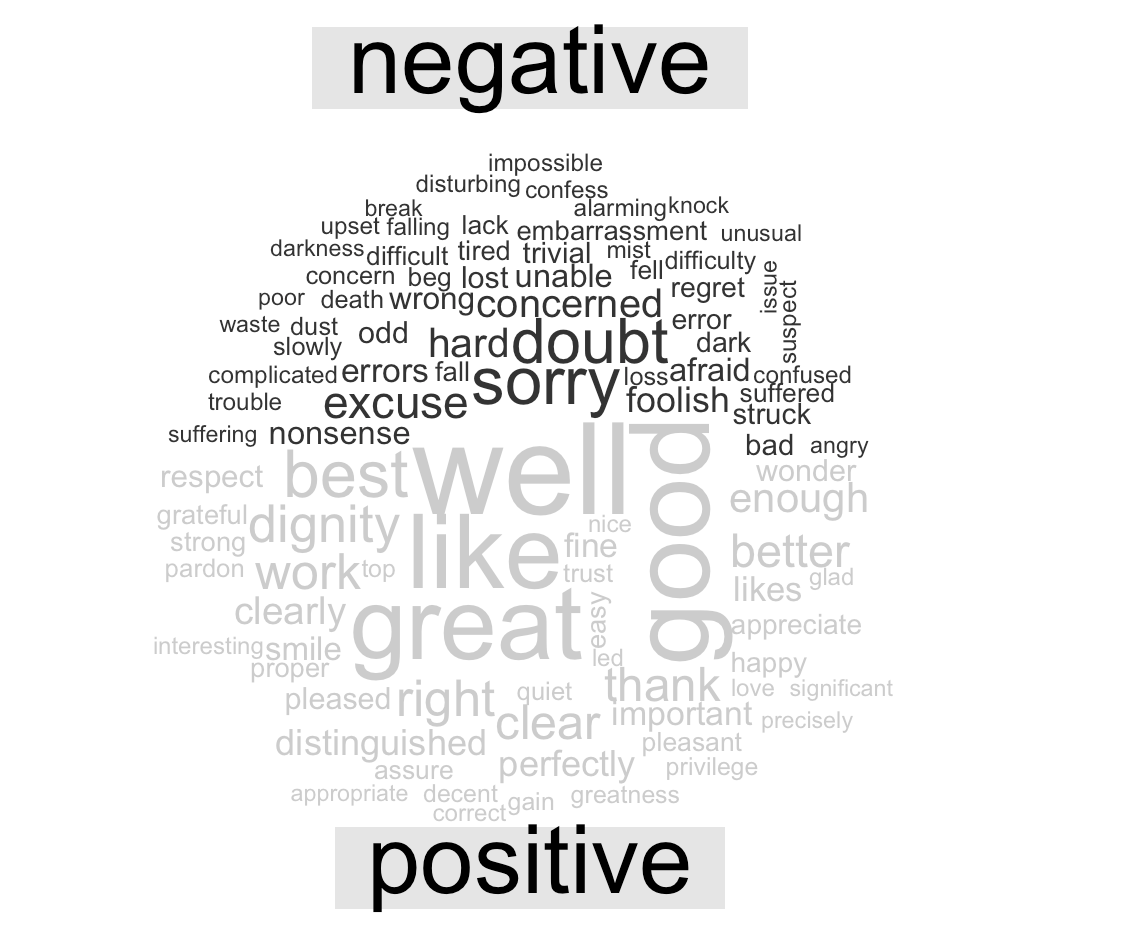 negative
impossible
disturbing confess
break alarming knock
upset falling lack embarrassment unusual
darkness difficult tired trivial mist difficulty
concern beg lost unable fell regret issue
poor death wrong concerned error suspect
waste dust odd hard doubt dark
slowly
complicated errors fall sorry loss afraid confused
trouble excuse foolish suffered
struck
suffering nonsense bad angry
respect best well good wonder
enough
grateful dignity like nice
strong fine better
pardon work top trust likes glad
clearly great easy appreciate
interesting smile led happy
proper
pleased right quiet thank love significant
clear important precisely
distinguished pleasant
assure perfectly privilege
appropriate decent gain greatness
correct
positive